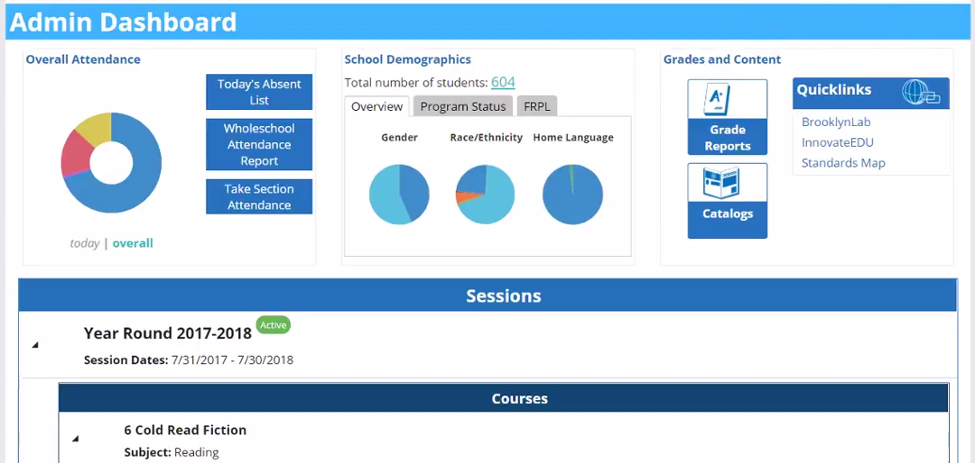 Admin Dashboard
Overall Attendance
Today's Absent
List
Wholeschool
Attendance
Report
Take Section
Attendance
today | overall
School Demographics
Total number of students: 604
Overview Program Status FRPL
Gender Race/Ethnicity Home Language
Grades and Content
A+
Grade
Reports
Catalogs
Quicklinks
BrooklynLab
InnovateEDU
Standards Map
Sessions
Year Round 2017-2018 Active
Session Dates: 7/31/2017 - 7/30/2018
Courses
6 Cold Read Fiction
Subject: Reading